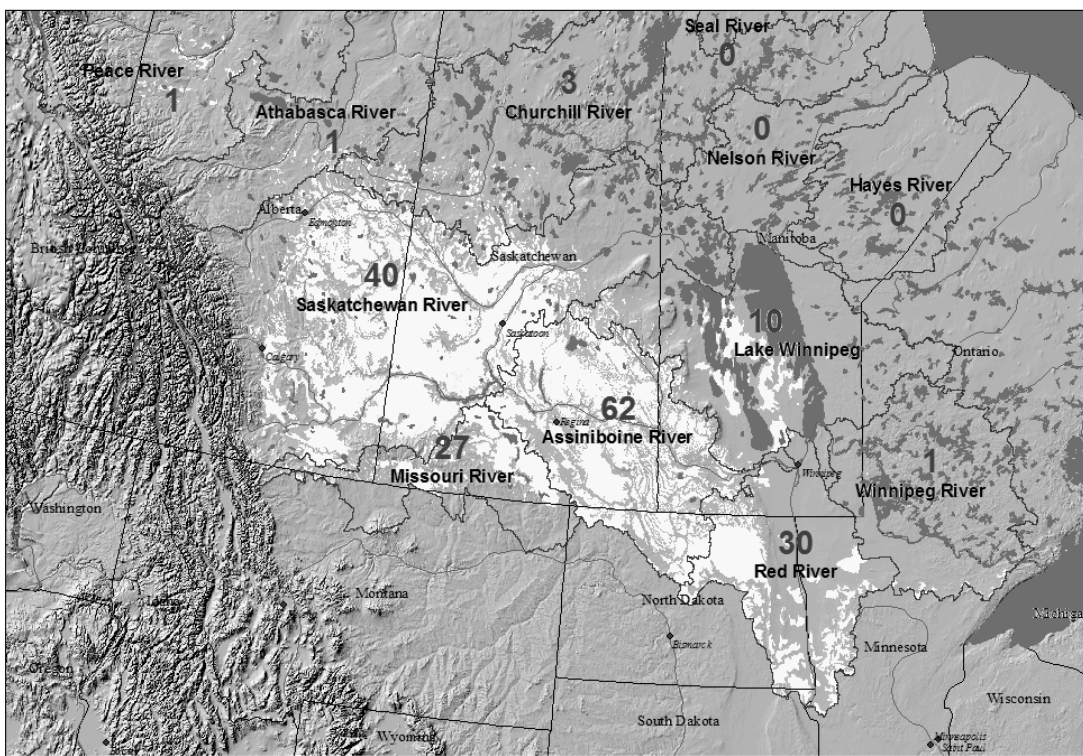 Seal River
0
Peace River
1
3
Athabasca River
Churchill River
1
0
Nelson River
Hayes River
0
Alberta
Edmonton
Manitoba
Saskatchewan
40
Saskatchewan River
10
Saskatoon
Lake Winnipeg
Calgary
Ontario
62
Regina
Assiniboine River
27
Missouri River
Winnipeg
1
Winnipeg River
Washington
30
Red River
Montana
North Dakota
Idaho
Michiga
Bismarck
Minnesota
Oregon
Wisconsin
South Dakota
Wyoming
Minneapolis
Saint Paul